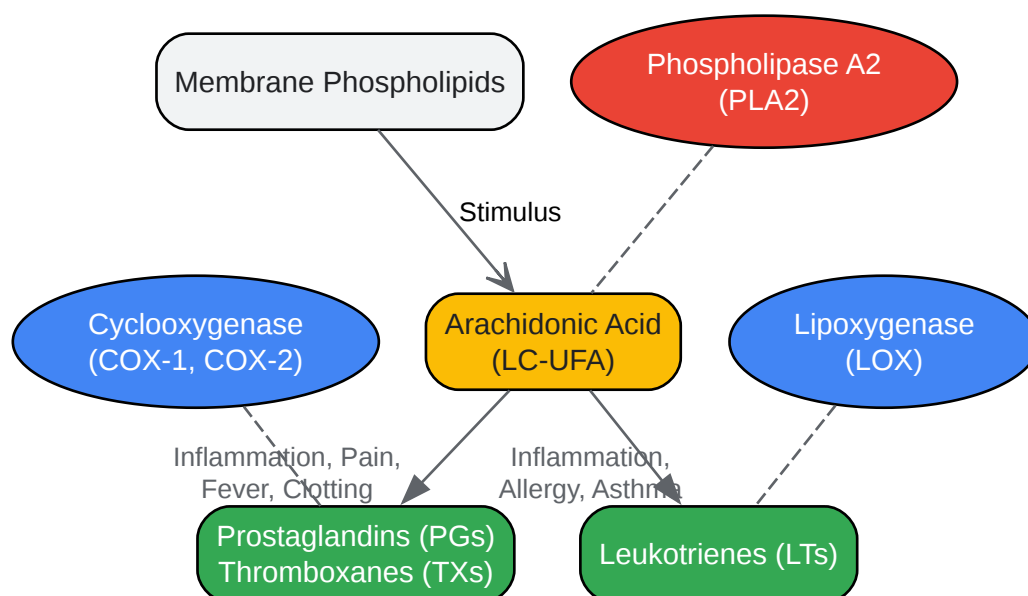 Membrane Phospholipids
Phospholipase A2
(PLA2)
Stimulus
Cyclooxygenase
(COX-1, COX-2)
Arachidonic Acid
(LC-UFA)
Lipoxygenase
(LOX)
Inflammation, Pain,
Fever, Clotting
Inflammation,
Allergy, Asthma
Prostaglandins (PGs)
Thromboxanes (TXs)
Leukotrienes (LTs)